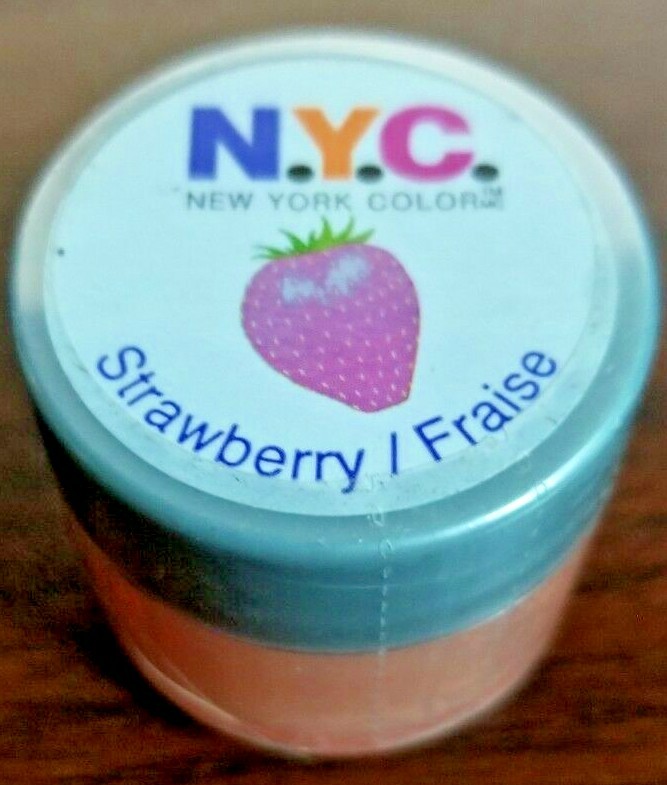 N.Y.C.
NEW YORK COLOR™
Strawberry / Fraise